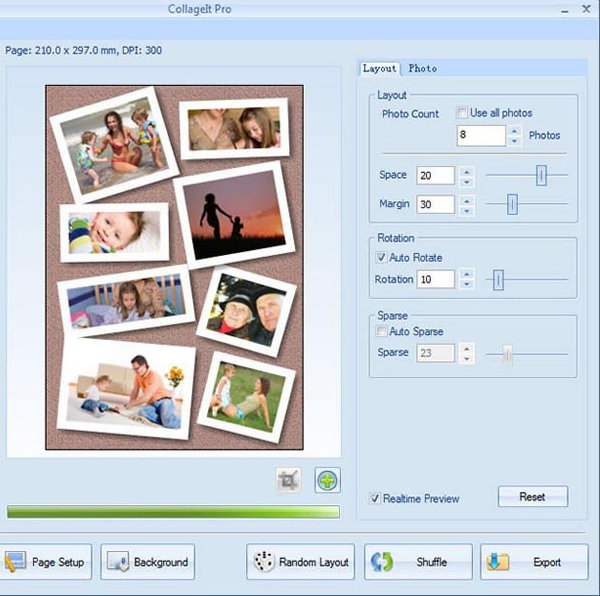 CollageIt Pro
Page: 210.0 x 297.0 mm, DPI: 300
Layout Photo
Layout
Photo Count Use all photos
8 Photos
Space 20
Margin 30
Rotation
Auto Rotate
Rotation 10
Sparse
Auto Sparse
Sparse 23
Realtime Preview Reset
Page Setup Background Random Layout Shuffle Export